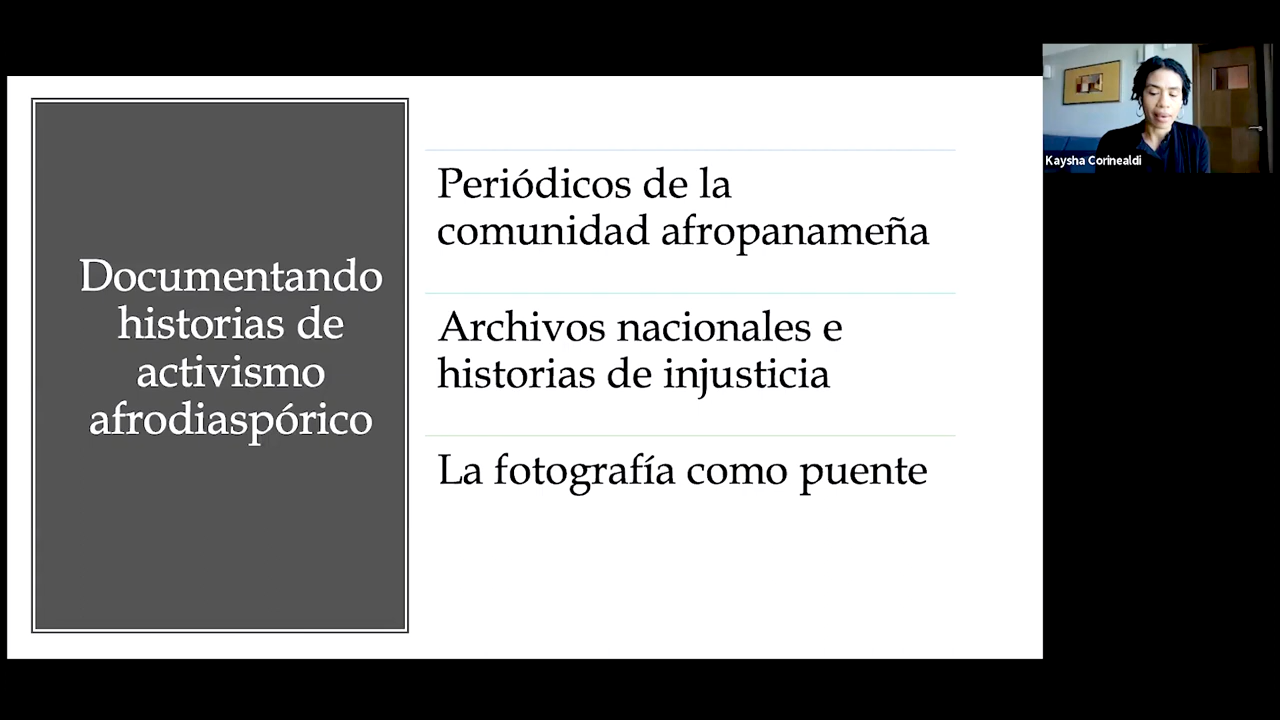 Documentando
historias de
activismo
afrodiaspórico
Periódicos de la
comunidad afropanameña
Archivos nacionales e
historias de injusticia
La fotografía como puente
Kaysha Corinealdi